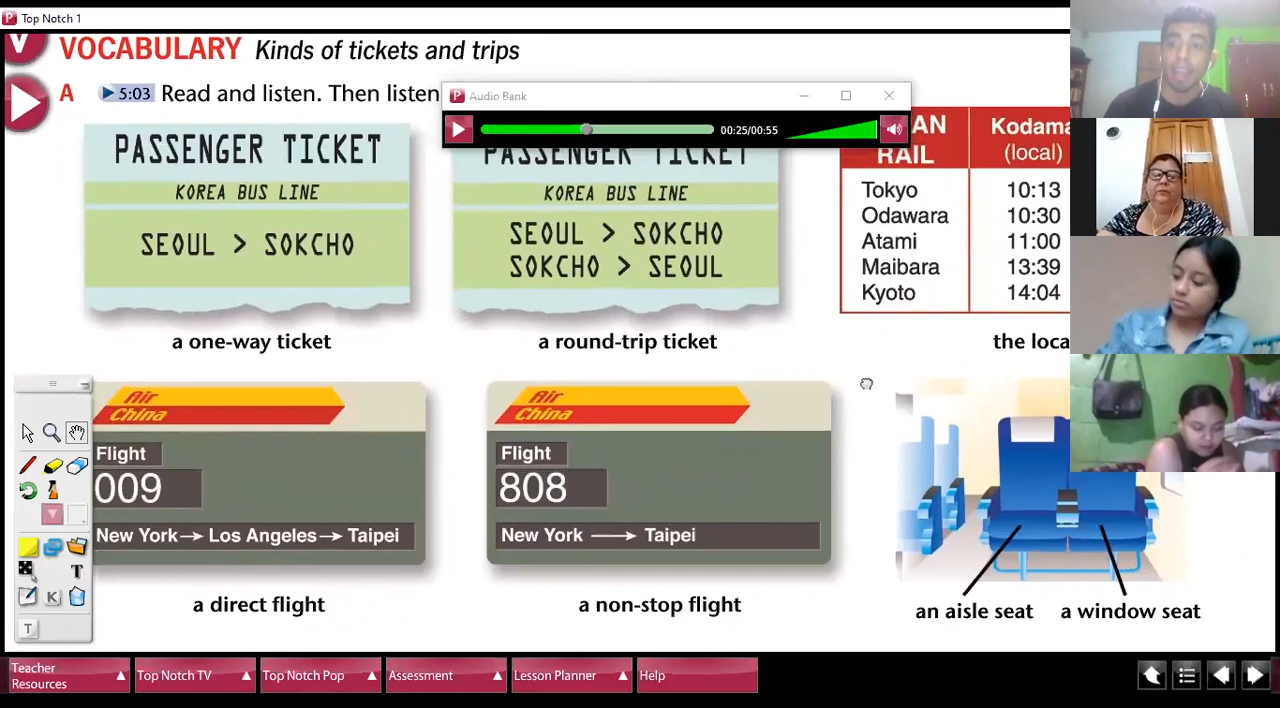 Top Notch 1
VOCABULARY Kinds of tickets and trips
A 5:03 Read and listen. Then listen
Audio Bank
00:25/00:55
PASSENGER TICKET
KOREA BUS LINE
SEOUL > SOKCHO
a one-way ticket
PASSENGER TICKET
KOREA BUS LINE
SEOUL > SOKCHO
SOKCHO > SEOUL
a round-trip ticket
RAIL
Kodama
(local)
Tokyo 10:13
Odawara 10:30
Atami 11:00
Maibara 13:39
Kyoto 14:04
the loca
Air
China
Flight
009
New York→ Los Angeles→ Taipei
a direct flight
Air
China
Flight
808
New York → Taipei
a non-stop flight
an aisle seat
a window seat
T
K
T
Teacher
Resources
Top Notch TV
Top Notch Pop
Assessment
Lesson Planner
Help